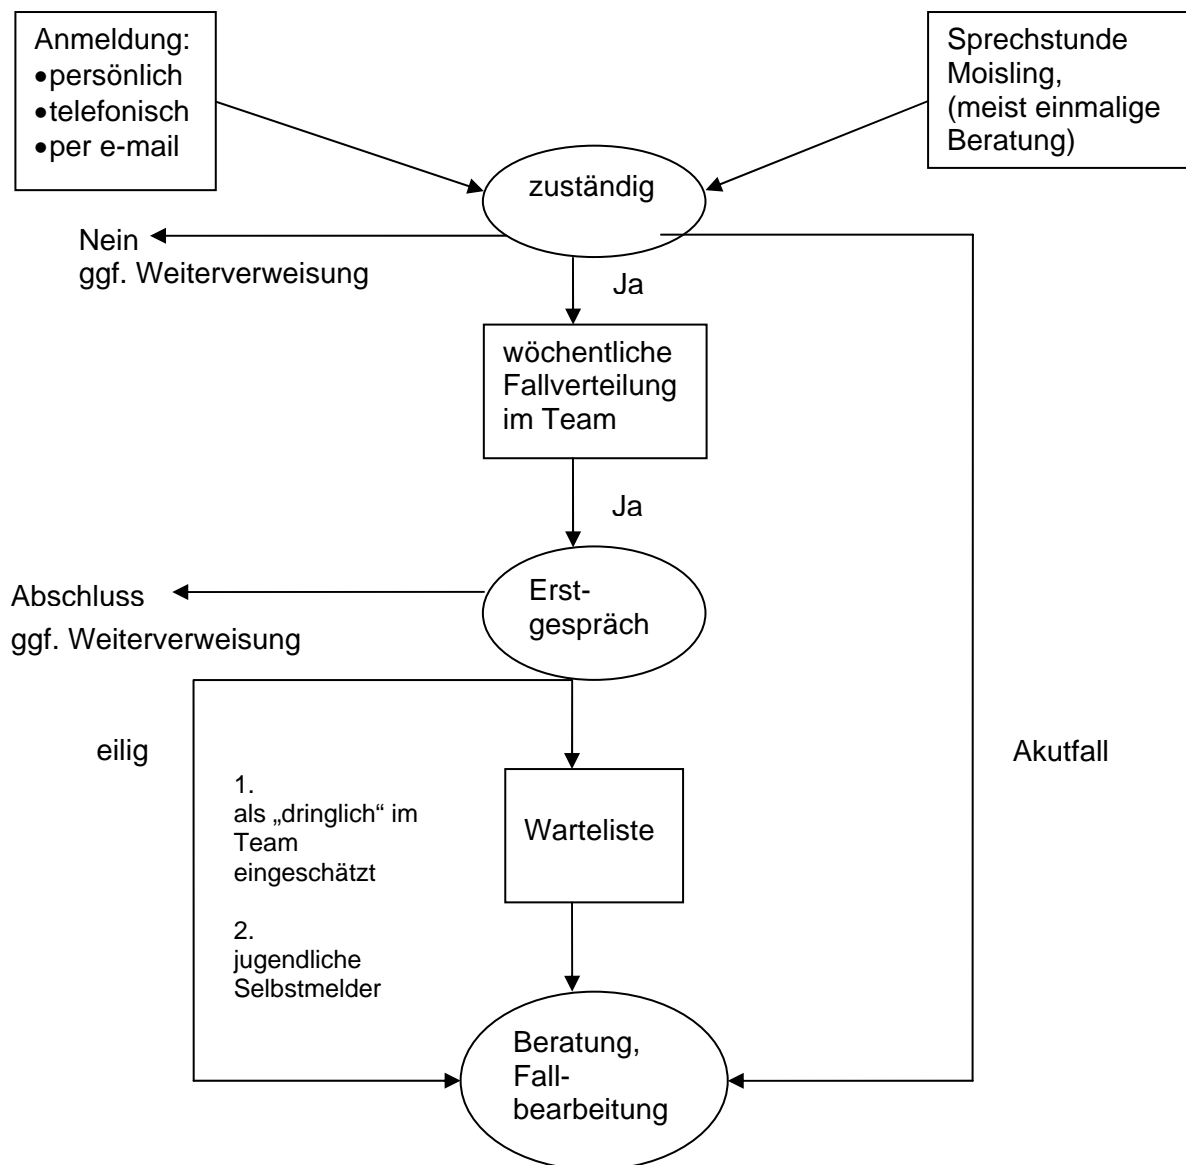 Anmeldung:
•persönlich
•telefonisch
•per e-mail
Sprechstunde
Moisling,
(meist einmalige
Beratung)
zuständig
Nein
ggf. Weiterverweisung
Ja
wöchentliche
Fallverteilung
im Team
Ja
Erst-
gespräch
Abschluss
ggf. Weiterverweisung
eilig
Akutfall
1.
als „dringlich“ im
Team
eingeschätzt
2.
jugendliche
Selbstmelder
Warteliste
Beratung,
Fall-
bearbeitung